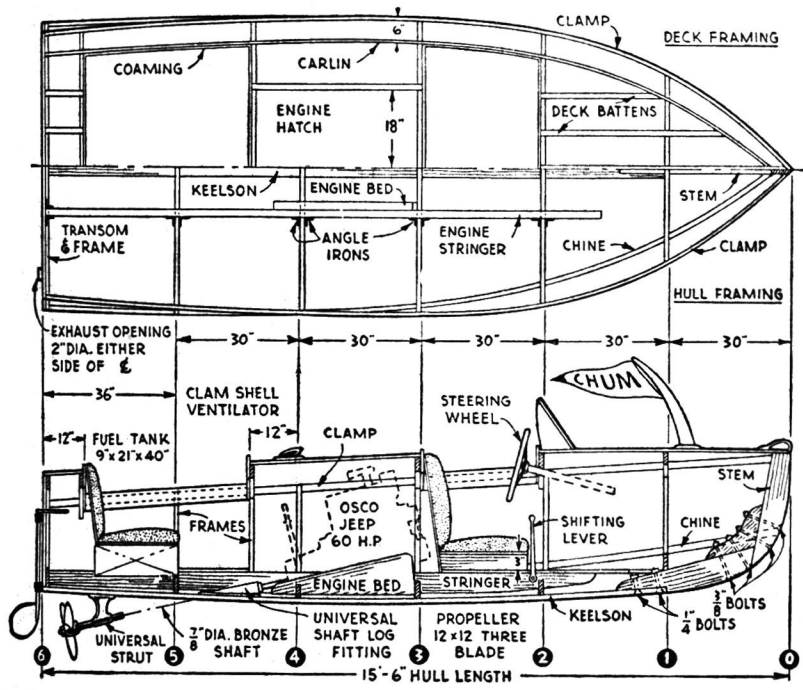 CLAMP
DECK FRAMING
6"
COAMING
CARLIN
ENGINE
HATCH
18"
DECK BATTENS
KEELSON
ENGINE BED
STEM
TRANSOM
℄ FRAME
ANGLE
IRONS
ENGINE
STRINGER
CHINE
CLAMP
HULL FRAMING
EXHAUST OPENING
2" DIA. EITHER
SIDE OF ℄
30"
30"
30"
30"
30"
36"
CLAM SHELL
VENTILATOR
STEERING
WHEEL
CHUM
12"
FUEL TANK
9"x21"x40"
12"
CLAMP
STEM
FRAMES
OSCO
JEEP
60 H.P
SHIFTING
LEVER
CHINE
3"
ENGINE BED
STRINGER
KEELSON
1/4" BOLTS
3/8" BOLTS
UNIVERSAL
STRUT
7/8" DIA. BRONZE
SHAFT
UNIVERSAL
SHAFT LOG
FITTING
PROPELLER
12x12 THREE
BLADE
6 5 4 3 2 1 0
15'-6" HULL LENGTH